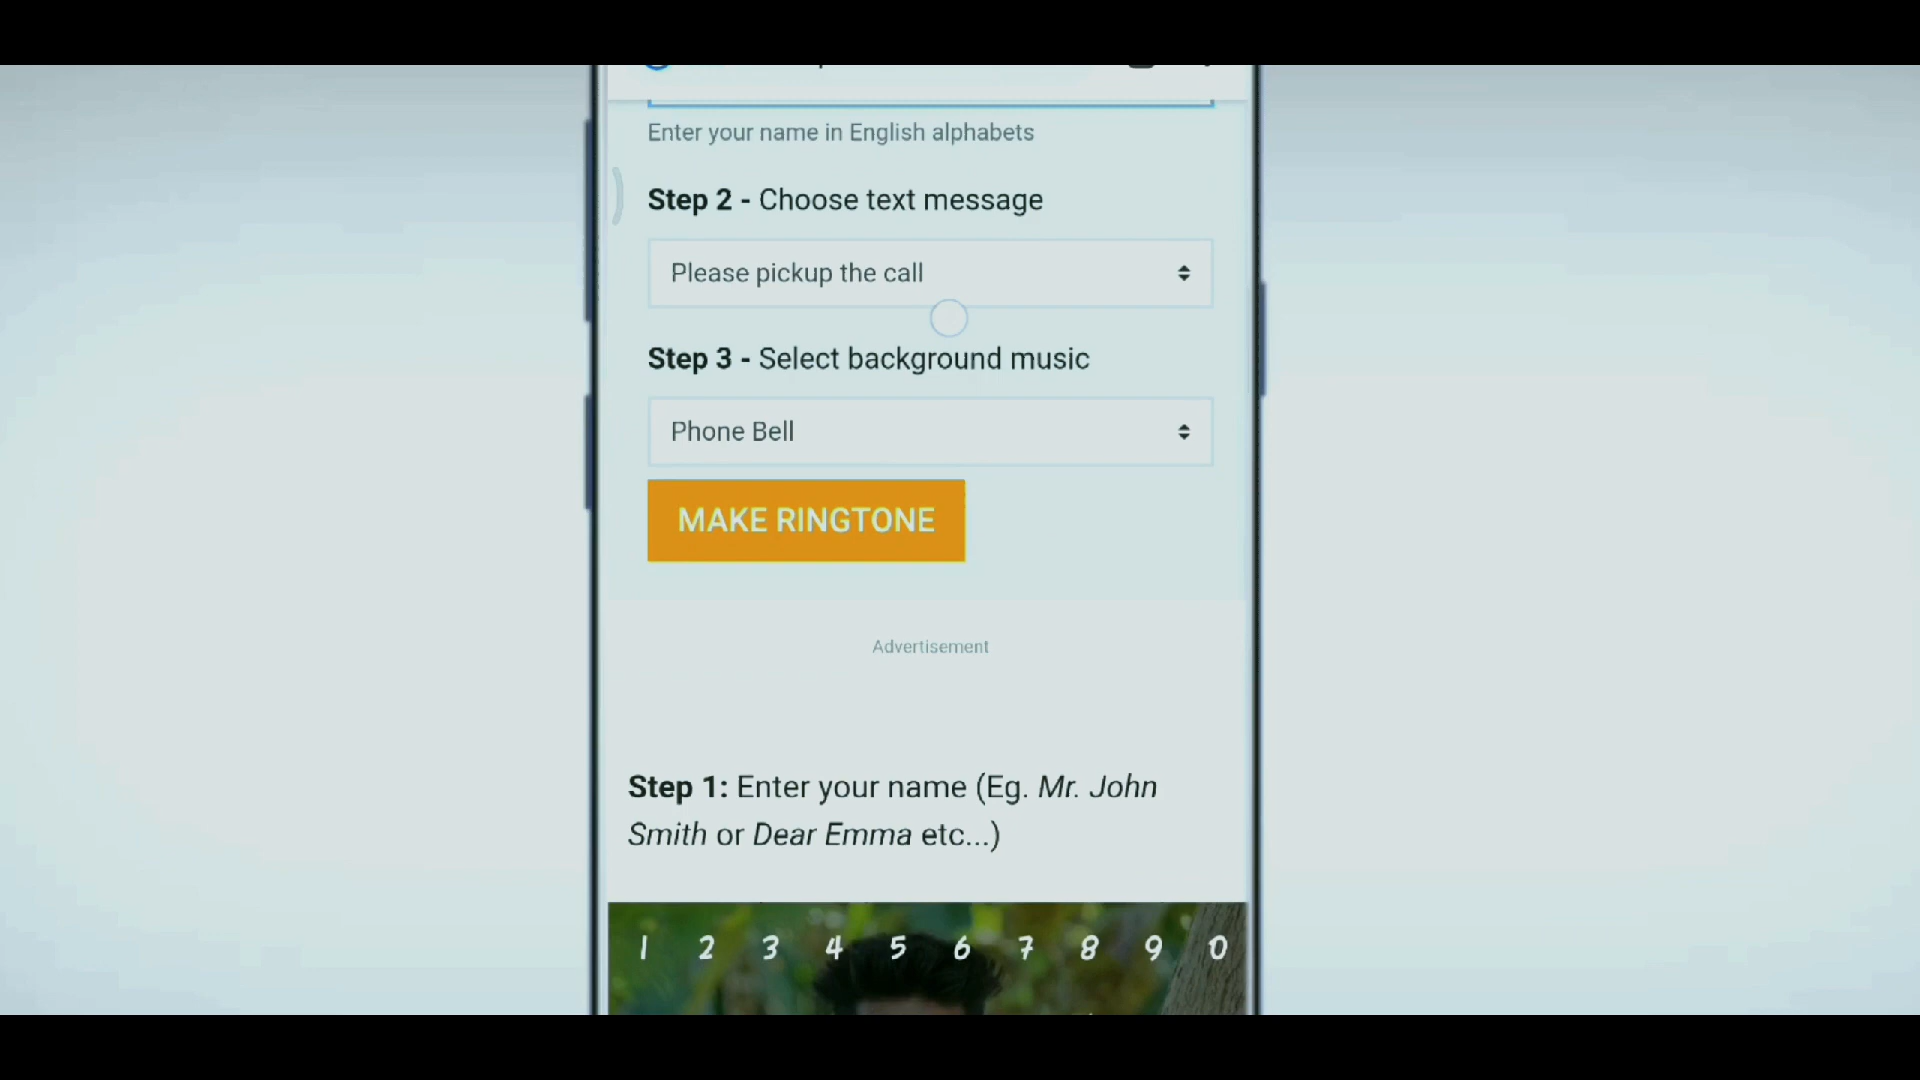 Enter your name in English alphabets
Step 2 - Choose text message
Please pickup the call
Step 3 - Select background music
Phone Bell
MAKE RINGTONE
Advertisement
Step 1: Enter your name (Eg. Mr. John
Smith or Dear Emma etc...)
1 2 3 4 5 6 7 8 9 0